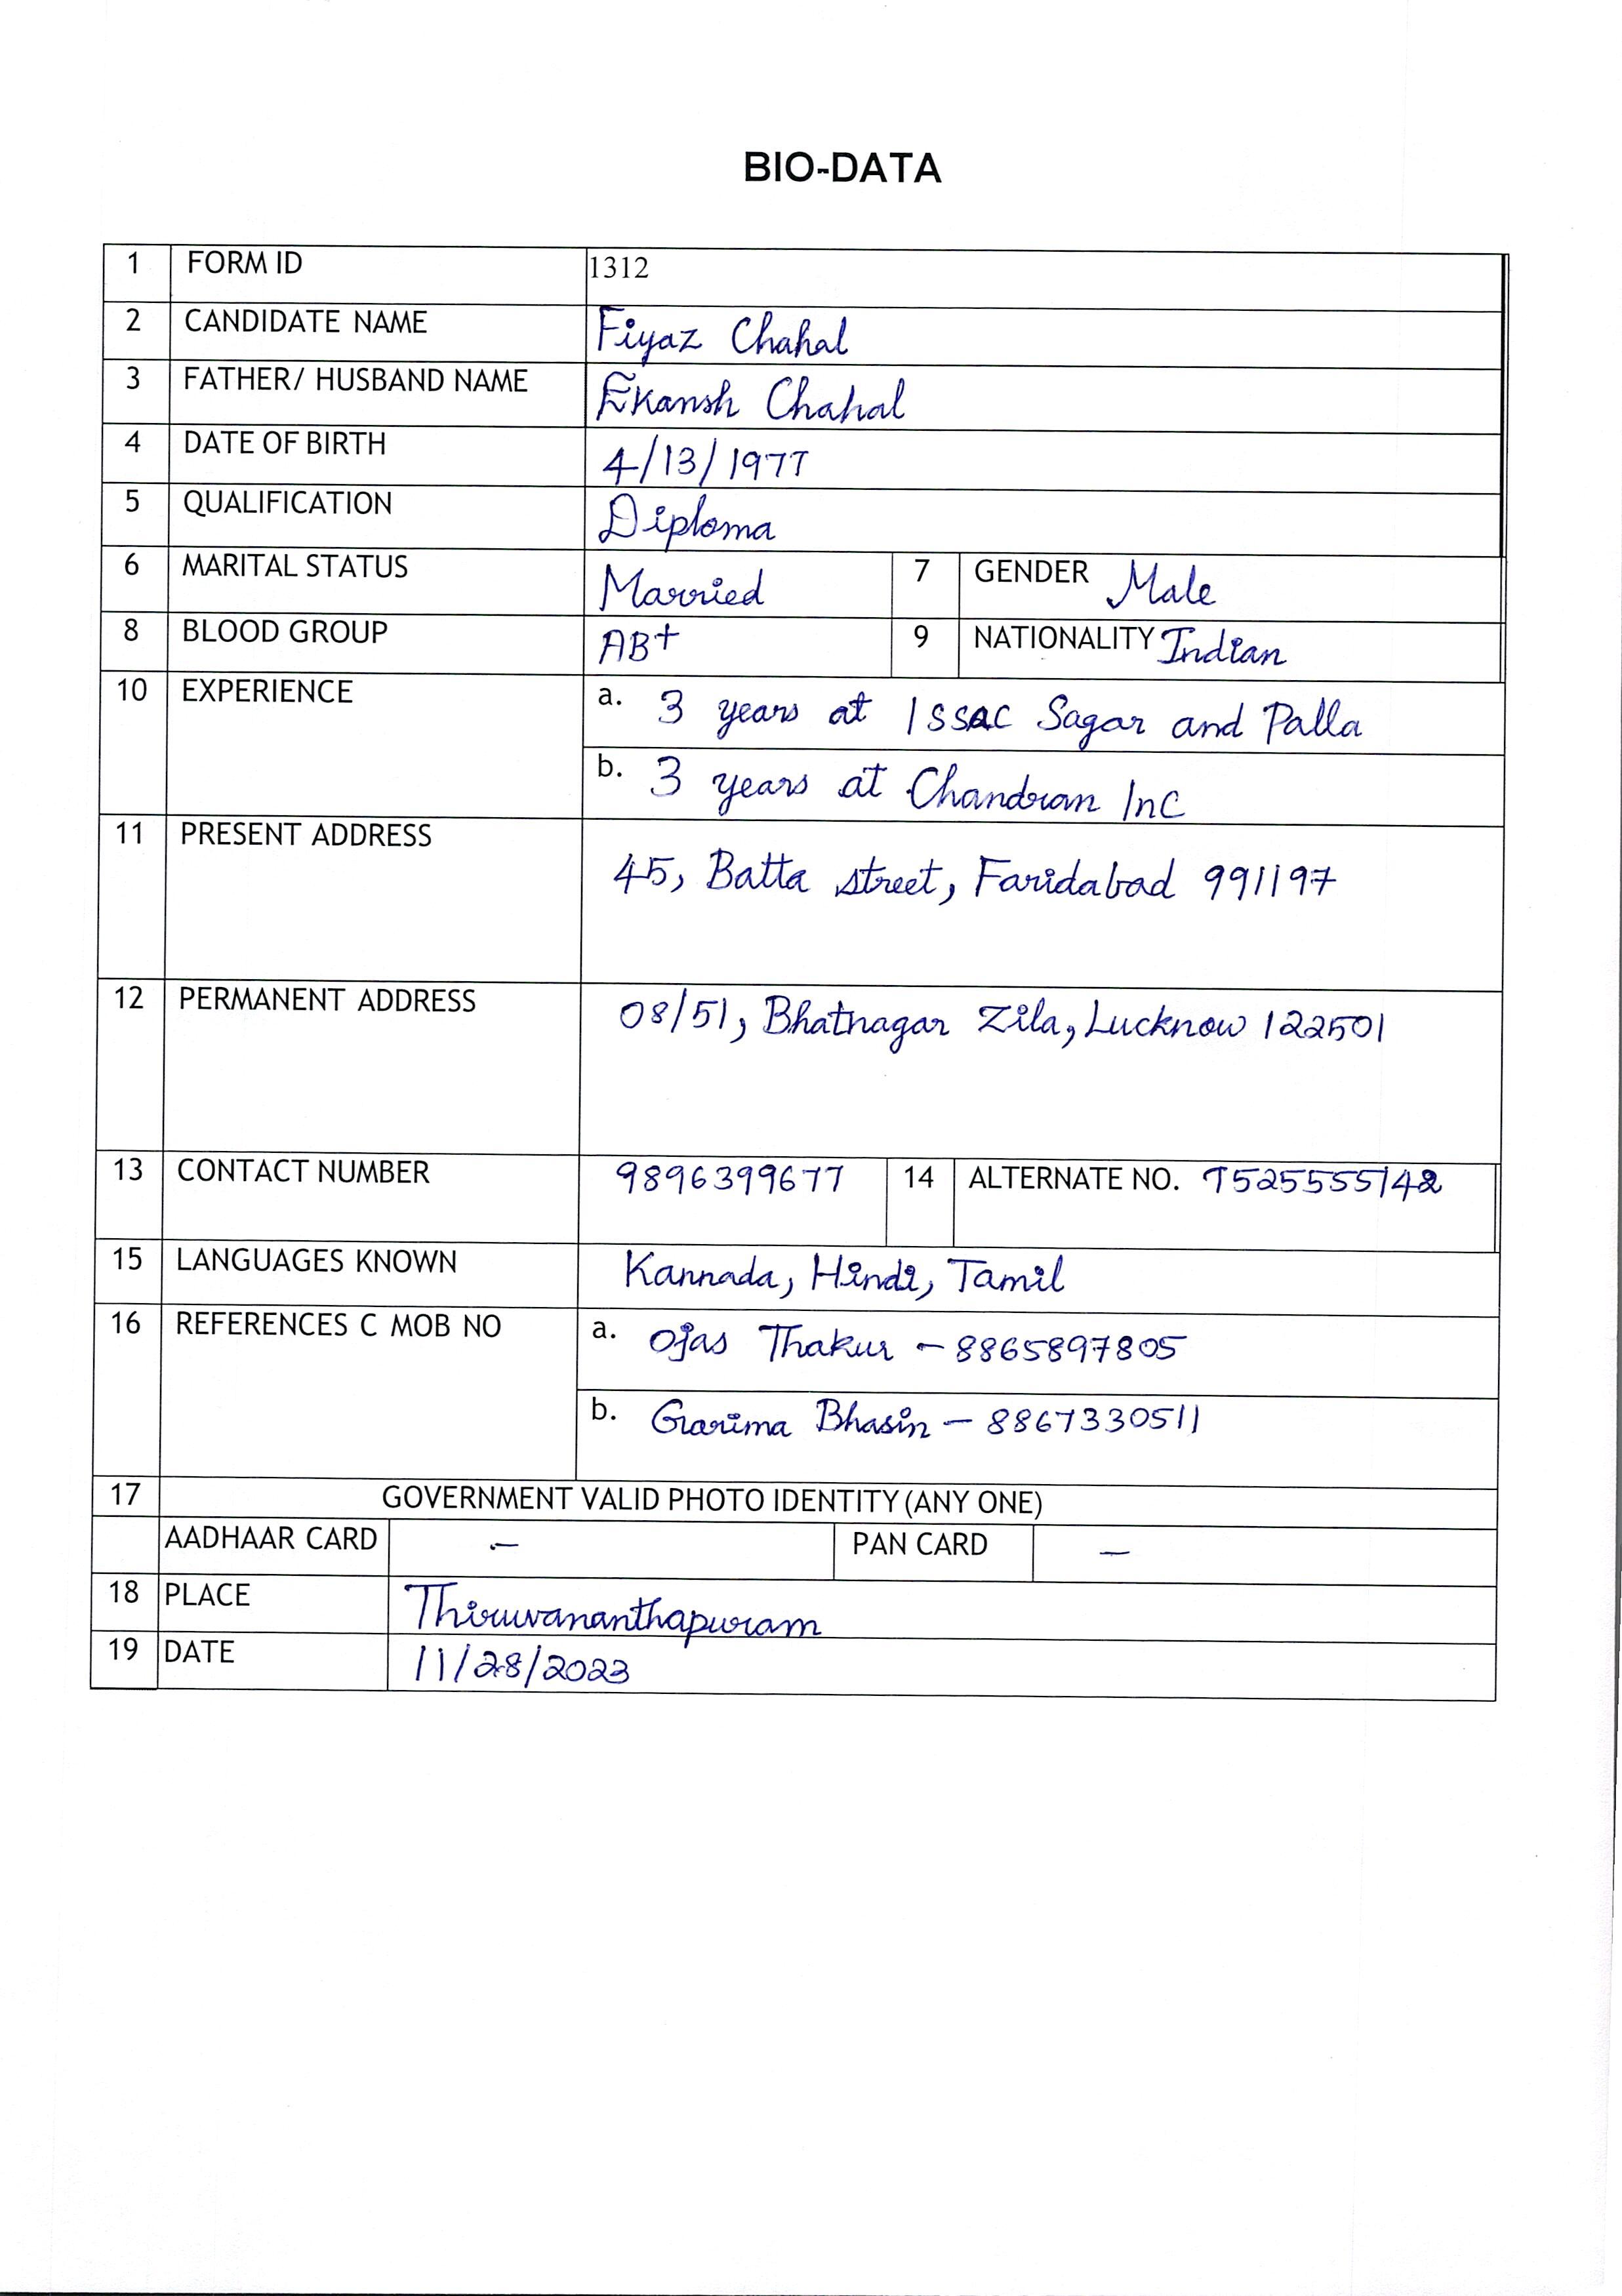 BIO-DATA
1 FORM ID 1312
2 CANDIDATE NAME Fiyaz Chahal
3 FATHER/ HUSBAND NAME Ekansh Chahal
4 DATE OF BIRTH 4/13/1977
5 QUALIFICATION Diploma
6 MARITAL STATUS Married 7 GENDER Male
8 BLOOD GROUP AB+ 9 NATIONALITY Indian
10 EXPERIENCE a. 3 years at Issac Sagar and Palla
b. 3 years at Chandran Inc
11 PRESENT ADDRESS 45, Batta street, Faridabad 991197
12 PERMANENT ADDRESS 08/51, Bhatnagar Zila, Lucknow 122501
13 CONTACT NUMBER 9896399677 14 ALTERNATE NO. 7525555142
15 LANGUAGES KNOWN Kannada, Hindi, Tamil
16 REFERENCES C MOB NO a. Ojas Thakur - 8865897805
b. Garima Bhasin - 8867330511
17 GOVERNMENT VALID PHOTO IDENTITY (ANY ONE)
AADHAAR CARD - PAN CARD -
18 PLACE Thiruvananthapuram
19 DATE 11/28/2023